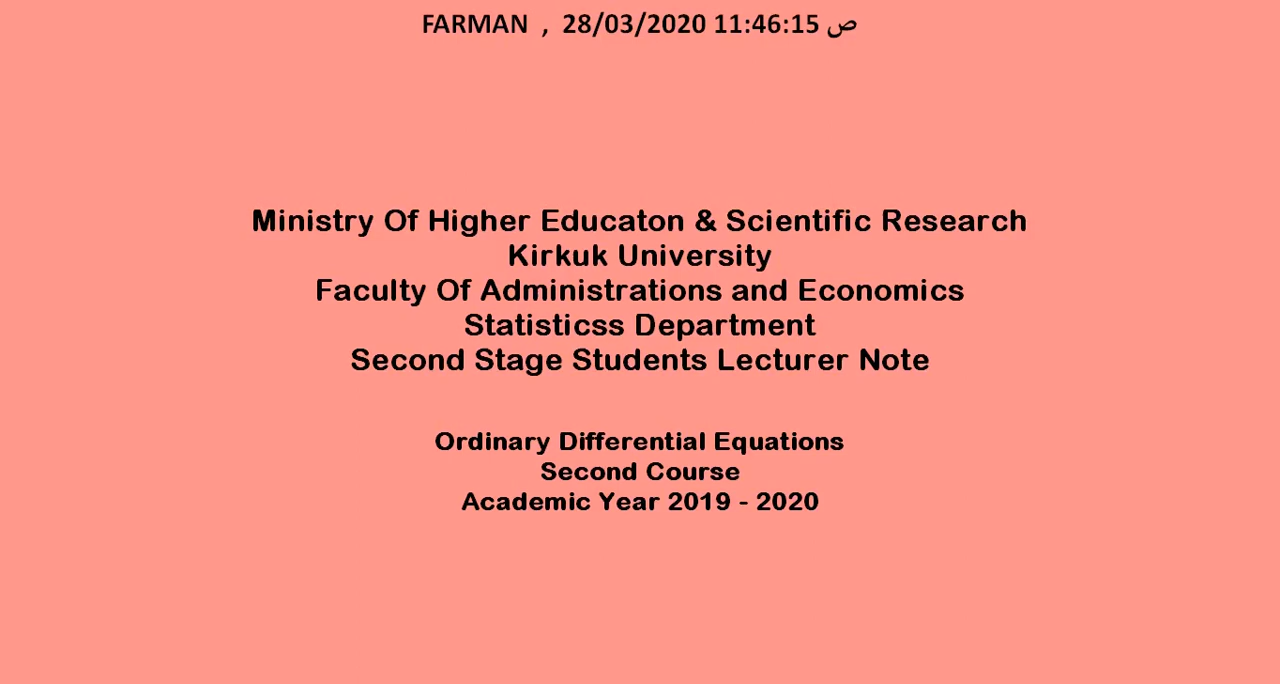 FARMAN , 28/03/2020 11:46:15 ص
Ministry Of Higher Educaton & Scientific Research
Kirkuk University
Faculty Of Administrations and Economics
Statisticss Department
Second Stage Students Lecturer Note
Ordinary Differential Equations
Second Course
Academic Year 2019 - 2020